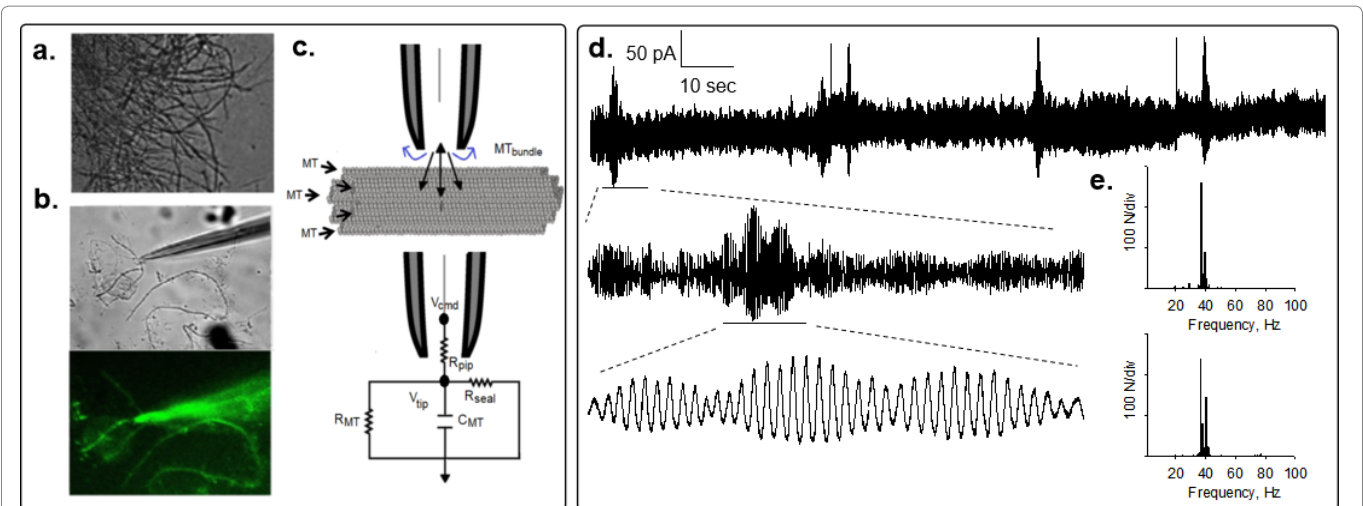 a.
b.
c.
MT
MT
MT
MTbundle
Vcmd
Rpip
Vtip
Rseal
RMT
CMT
d.
50 pA
10 sec
e.
100 N/div
20 40 60 80 100
Frequency, Hz
100 N/div
20 40 60 80 100
Frequency, Hz